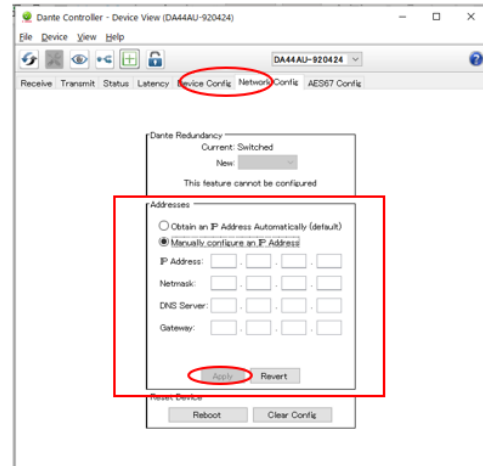 Dante Controller - Device View (DA44AU-920424)
File Device View Help
DA44AU-920424
Receive Transmit Status Latency Device Config Network Config AES67 Config
Dante Redundancy
Current: Switched
New:
This feature cannot be configured
Addresses
Obtain an IP Address Automatically (default)
Manually configure an IP Address
IP Address: . . .
Netmask: . . .
DNS Server: . . .
Gateway: . . .
Apply Revert
Reset Device
Reboot Clear Config